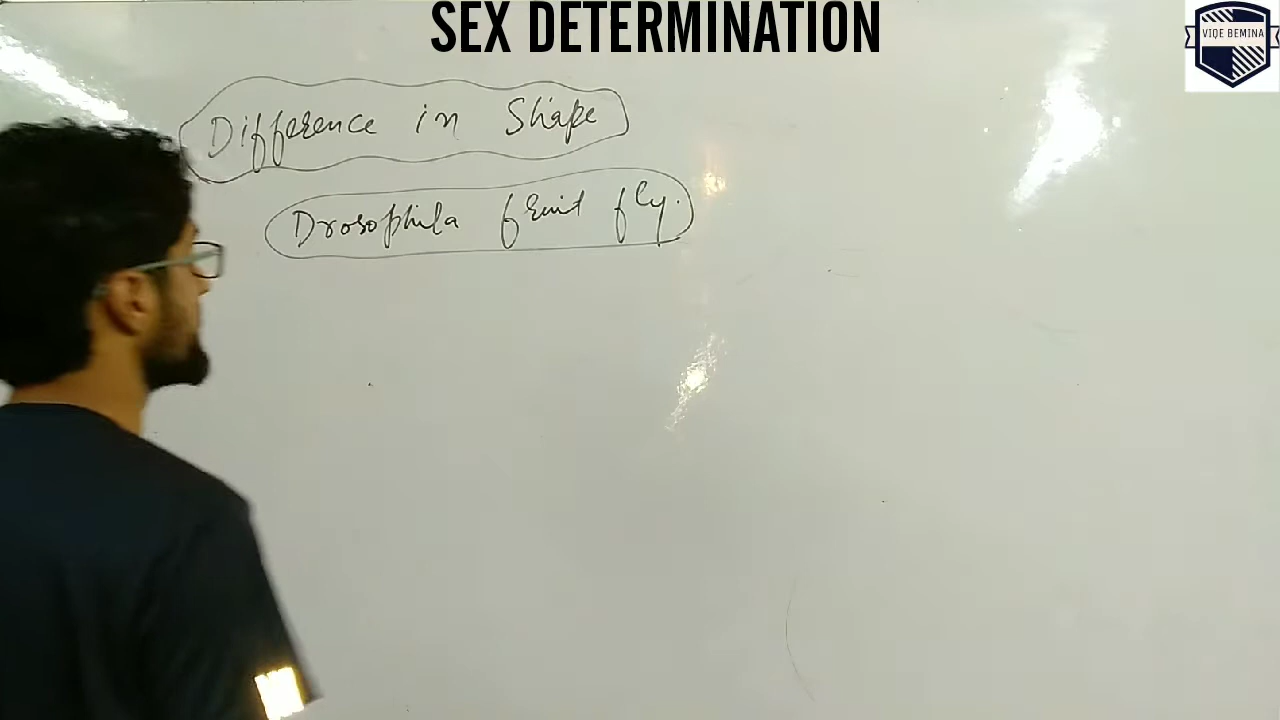 SEX DETERMINATION
VIQE BEMINA
Difference in Shape
Drosophila fruit fly.